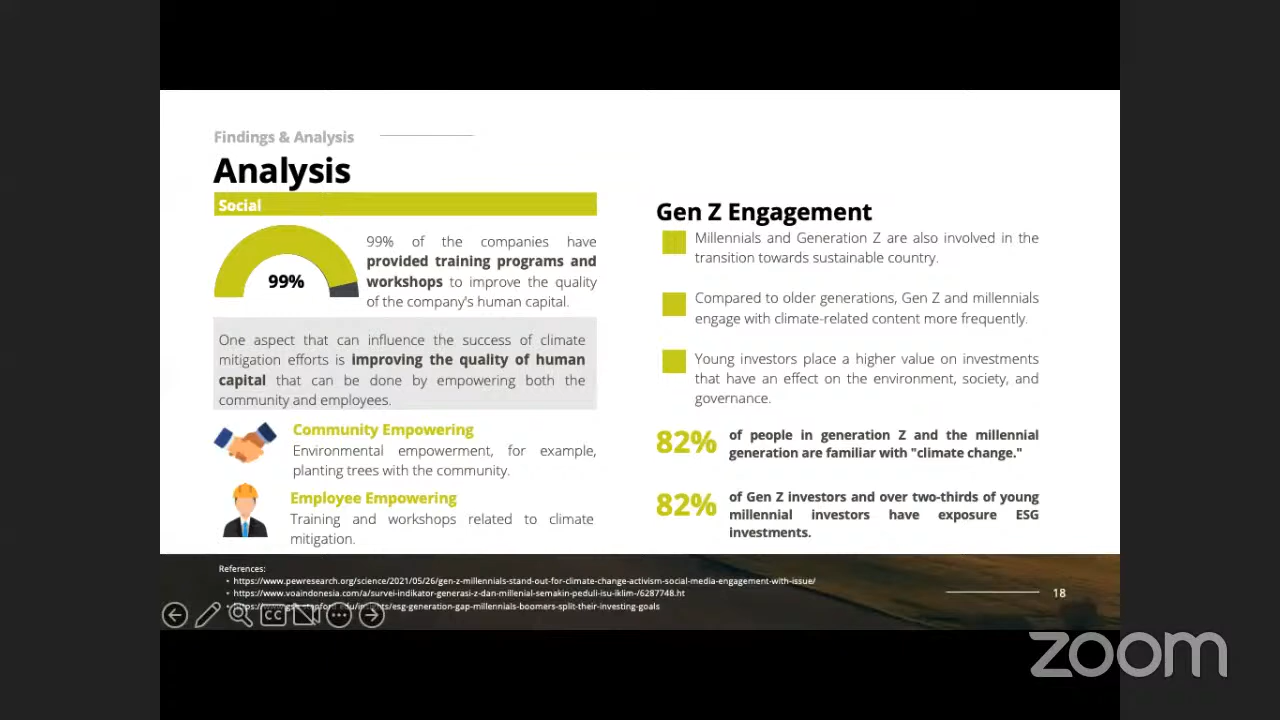 Findings & Analysis
Analysis
Social
99%
99% of the companies have
provided training programs and
workshops to improve the quality
of the company's human capital.
One aspect that can influence the success of climate
mitigation efforts is improving the quality of human
capital that can be done by empowering both the
community and employees.
Community Empowering
Environmental empowerment, for example,
planting trees with the community.
Employee Empowering
Training and workshops related to climate
mitigation.
Gen Z Engagement
Millennials and Generation Z are also involved in the
transition towards sustainable country.
Compared to older generations, Gen Z and millennials
engage with climate-related content more frequently.
Young investors place a higher value on investments
that have an effect on the environment, society, and
governance.
82%
of people in generation Z and the millennial
generation are familiar with "climate change."
82%
of Gen Z investors and over two-thirds of young
millennial investors have exposure ESG
investments.
References:
• https://www.pewresearch.org/science/2021/05/26/gen-z-millennials-stand-out-for-climate-change-activism-social-media-engagement-with-issue/
• https://www.voaindonesia.com/a/survei-indikator-generasi-z-dan-millenial-semakin-peduli-isu-iklim-/6287748.ht
esg-generation-gap-millennials-boomers-split-their-investing-goals
CC
18
zoom